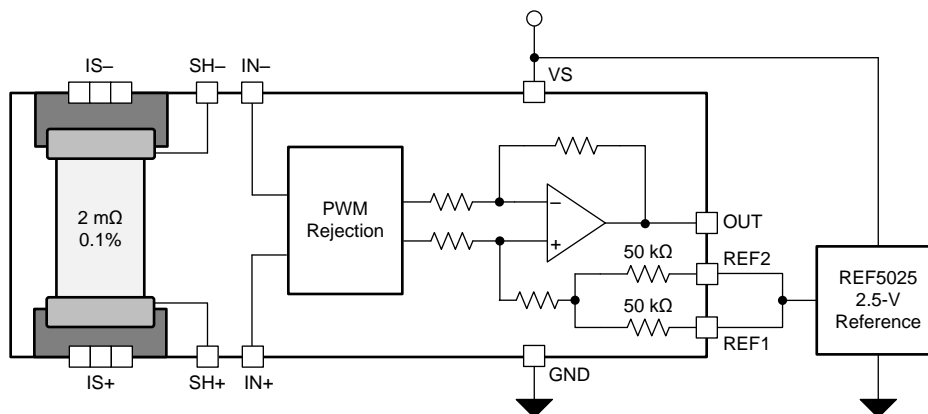 IS–
SH–
IN–
VS
2 mΩ
0.1%
PWM
Rejection
–
+
OUT
50 kΩ
REF2
50 kΩ
REF1
REF5025
2.5-V
Reference
GND
IS+
SH+
IN+